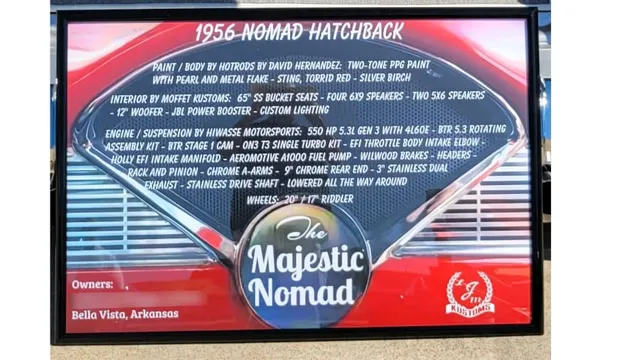 1956 NOMAD HATCHBACK
PAINT / BODY BY HOTRODS BY DAVID HERNANDEZ: TWO-TONE PPG PAINT
WITH PEARL AND METAL FLAKE - STING, TORRID RED - SILVER BIRCH
INTERIOR BY MOFFET KUSTOMS: 65" SS BUCKET SEATS - FOUR 6X9 SPEAKERS - TWO 5X6 SPEAKERS
- 12" WOOFER - JBL POWER BOOSTER - CUSTOM LIGHTING
ENGINE / SUSPENSION BY HIWASSE MOTORSPORTS: 550 HP 5.3L GEN 3 WITH 4L60E - BTR 5.3 ROTATING
ASSEMBLY KIT - BTR STAGE 1 CAM - ON3 T3 SINGLE TURBO KIT - EFI THROTTLE BODY INTAKE ELBOW -
HOLLY EFI INTAKE MANIFOLD - AEROMOTIVE A1000 FUEL PUMP - WILWOOD BRAKES - HEADERS -
RACK AND PINION - CHROME A-ARMS - 9" CHROME REAR END - 3" STAINLESS DUAL
EXHAUST - STAINLESS DRIVE SHAFT - LOWERED ALL THE WAY AROUND
WHEELS: 20" / 17" RIDDLER
The
Majestic
Nomad
Owners:
Bella Vista, Arkansas
KUSTOMS